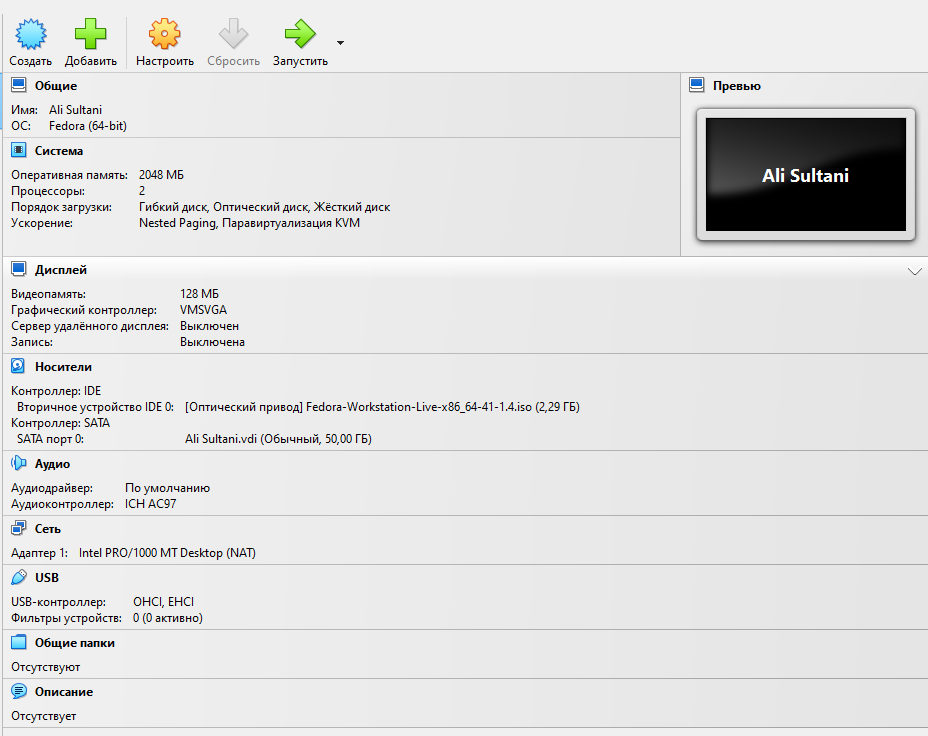 Создать Добавить Настроить Сбросить Запустить
Общие
Имя: Ali Sultani
ОС: Fedora (64-bit)
Превью
Ali Sultani
Система
Оперативная память: 2048 МБ
Процессоры: 2
Порядок загрузки: Гибкий диск, Оптический диск, Жёсткий диск
Ускорение: Nested Paging, Паравиртуализация KVM
Дисплей
Видеопамять: 128 МБ
Графический контроллер: VMSVGA
Сервер удалённого дисплея: Выключен
Запись: Выключена
Носители
Контроллер: IDE
Вторичное устройство IDE 0: [Оптический привод] Fedora-Workstation-Live-x86_64-41-1.4.iso (2,29 ГБ)
Контроллер: SATA
SATA порт 0: Ali Sultani.vdi (Обычный, 50,00 ГБ)
Аудио
Аудиодрайвер: По умолчанию
Аудиоконтроллер: ICH AC97
Сеть
Адаптер 1: Intel PRO/1000 MT Desktop (NAT)
USB
USB-контроллер: OHCI, EHCI
Фильтры устройств: 0 (0 активно)
Общие папки
Отсутствуют
Описание
Отсутствует